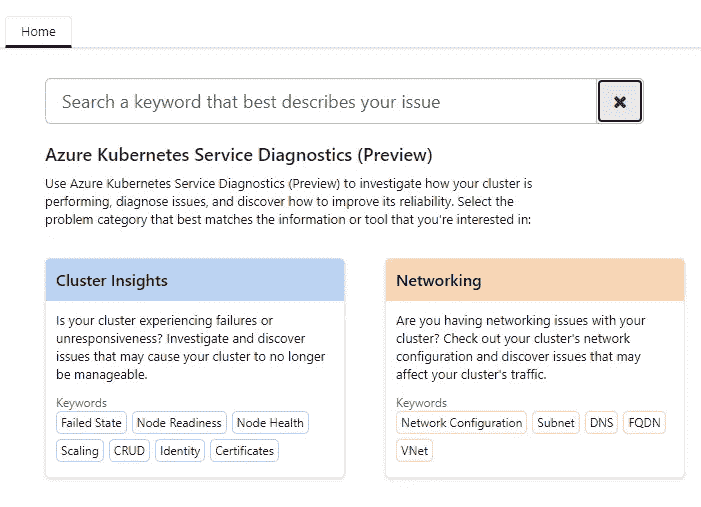 Home
Search a keyword that best describes your issue
Azure Kubernetes Service Diagnostics (Preview)
Use Azure Kubernetes Service Diagnostics (Preview) to investigate how your cluster is
performing, diagnose issues, and discover how to improve its reliability. Select the
problem category that best matches the information or tool that you're interested in:
Cluster Insights
Is your cluster experiencing failures or
unresponsiveness? Investigate and discover
issues that may cause your cluster to no longer
be manageable.
Keywords
Failed State Node Readiness Node Health
Scaling CRUD Identity Certificates
Networking
Are you having networking issues with your
cluster? Check out your cluster's network
configuration and discover issues that may
affect your cluster's traffic.
Keywords
Network Configuration Subnet DNS FQDN
VNet